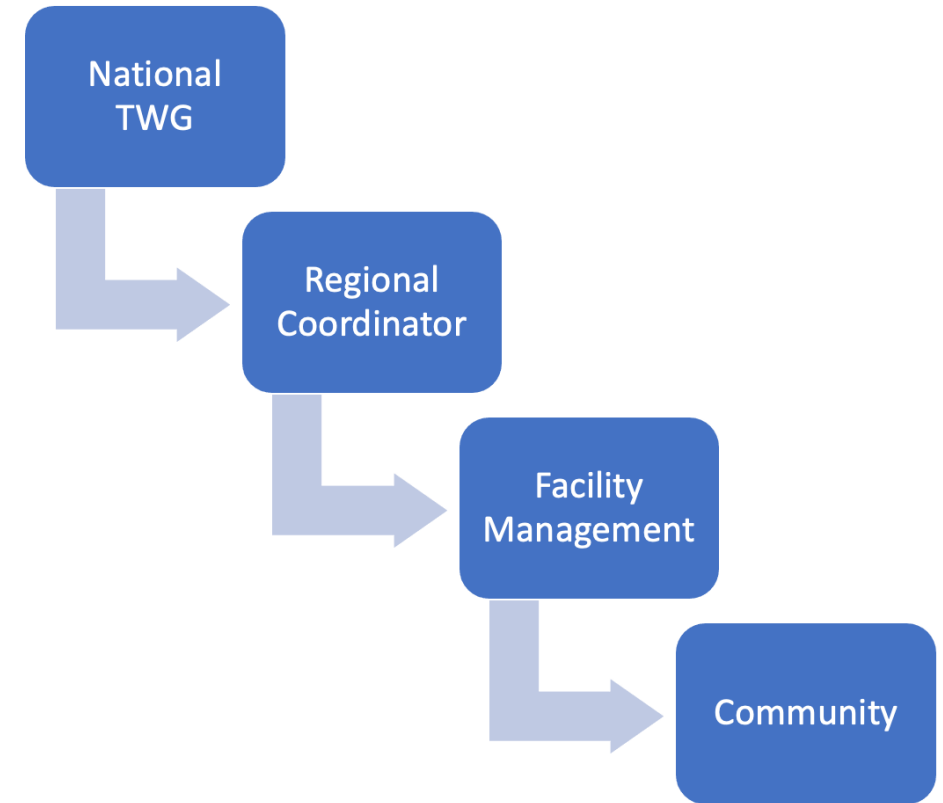 National
TWG
Regional
Coordinator
Facility
Management
Community